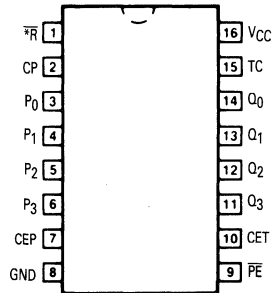 *R 1 16 VCC
CP 2 15 TC
P0 3 14 Q0
P1 4 13 Q1
P2 5 12 Q2
P3 6 11 Q3
CEP 7 10 CET
GND 8 9 PE